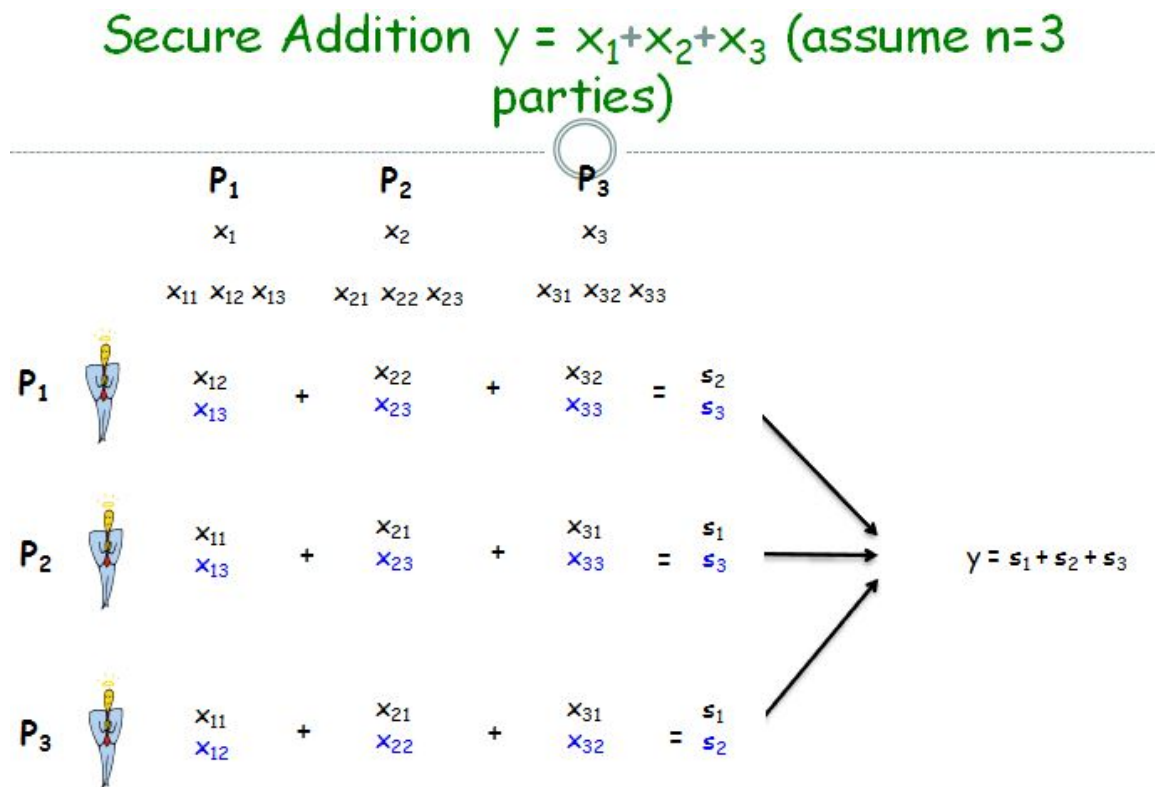 Secure Addition y = x₁+x₂+x₃ (assume n=3
parties)
P₁ P₂ P₃
x₁ x₂ x₃
x₁₁ x₁₂ x₁₃ x₂₁ x₂₂ x₂₃ x₃₁ x₃₂ x₃₃
P₁ x₁₂ + x₂₂ + x₃₂ = s₂
x₁₃ x₂₃ x₃₃ s₃
P₂ x₁₁ + x₂₁ + x₃₁ = s₁
x₁₃ x₂₃ x₃₃ s₃
y = s₁ + s₂ + s₃
P₃ x₁₁ + x₂₁ + x₃₁ = s₁
x₁₂ x₂₂ x₃₂ s₂